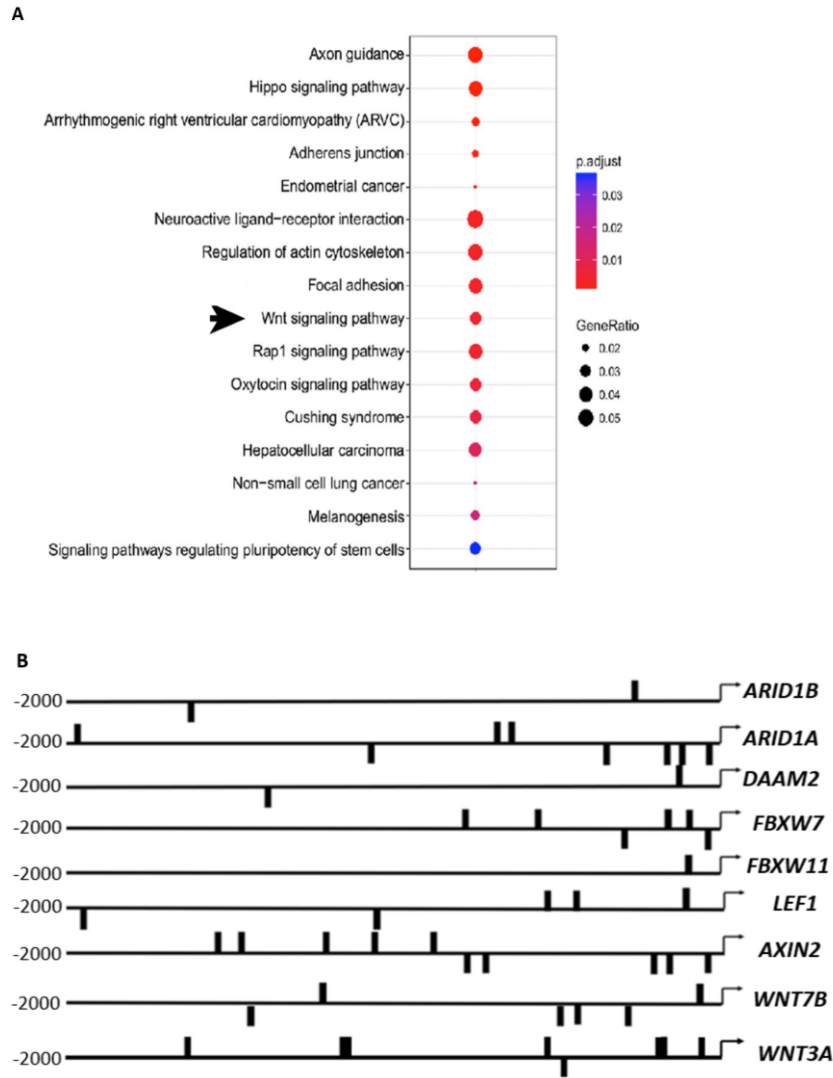 A
Axon guidance
Hippo signaling pathway
Arrhythmogenic right ventricular cardiomyopathy (ARVC)
Adherens junction
Endometrial cancer
Neuroactive ligand−receptor interaction
Regulation of actin cytoskeleton
Focal adhesion
Wnt signaling pathway
Rap1 signaling pathway
Oxytocin signaling pathway
Cushing syndrome
Hepatocellular carcinoma
Non−small cell lung cancer
Melanogenesis
Signaling pathways regulating pluripotency of stem cells
p.adjust
0.03
0.02
0.01
GeneRatio
0.02
0.03
0.04
0.05
B
-2000 ARID1B
-2000 ARID1A
-2000 DAAM2
-2000 FBXW7
-2000 FBXW11
-2000 LEF1
-2000 AXIN2
-2000 WNT7B
-2000 WNT3A